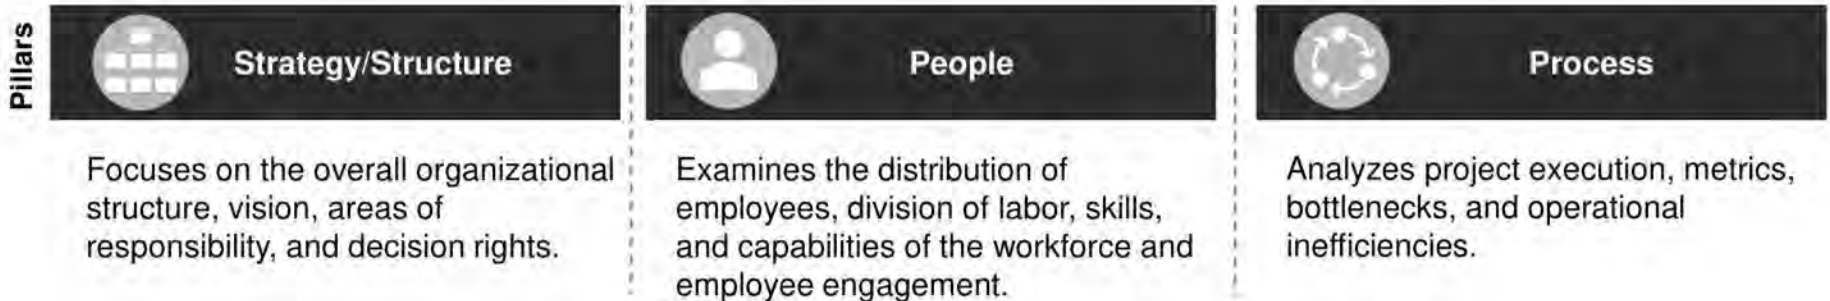 Pillars
Strategy/Structure
Focuses on the overall organizational
structure, vision, areas of
responsibility, and decision rights.
People
Examines the distribution of
employees, division of labor, skills,
and capabilities of the workforce and
employee engagement.
Process
Analyzes project execution, metrics,
bottlenecks, and operational
inefficiencies.